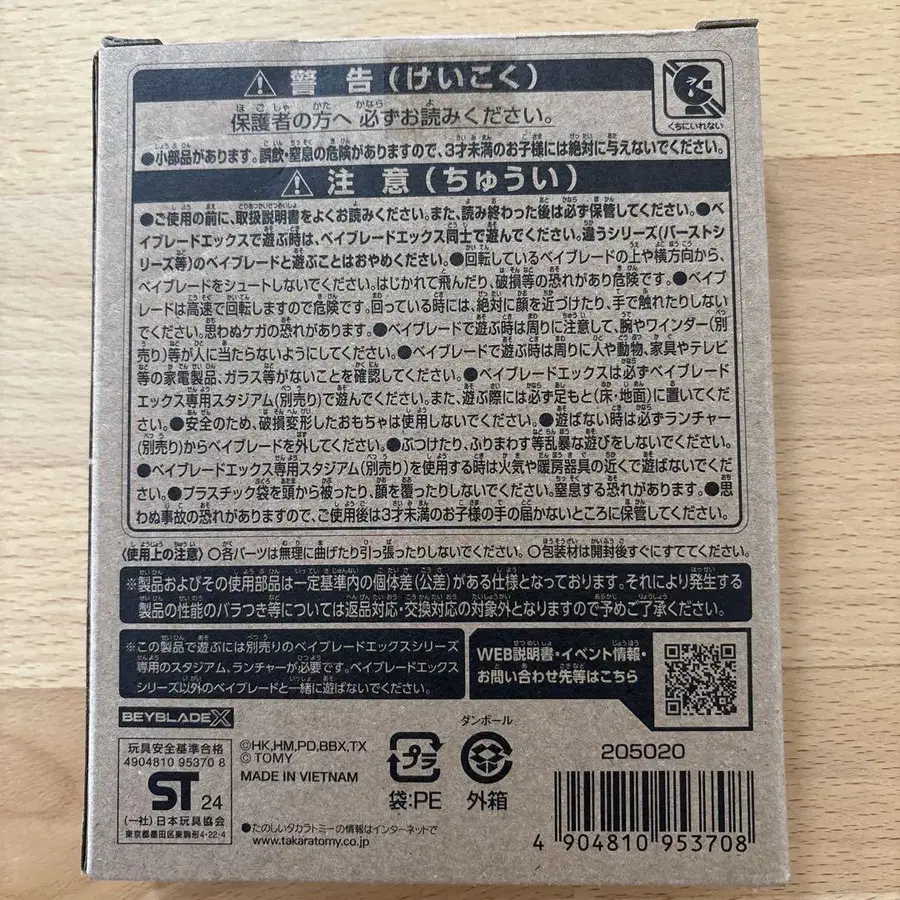 警告(けいこく)
保護者の方へ 必ずお読みください。
くちにいれない
●小部品があります。誤飲・窒息の危険がありますので、3才未満のお子様には絶対に与えないでください。
注意(ちゅうい)
●ご使用の前に、取扱説明書をよくお読みください。また、読み終わった後は必ず保管してください。●ベ
イブレードエックスで遊ぶ時は、ベイブレードエックス同士で遊んでください。違うシリーズ(バーストシ
リーズ等)のベイブレードと遊ぶことはおやめください。●回転しているベイブレードの上や横方向から、
ベイブレードをシュートしないでください。はじかれて飛んだり、破損等の恐れがあり危険です。●ベイブ
レードは高速で回転しますので危険です。回っている時には、絶対に顔を近づけたり、手で触れたりしない
でください。思わぬケガの恐れがあります。●ベイブレードで遊ぶ時は周りに注意して、腕やワインダー(別
売り)等が人に当たらないようにしてください。●ベイブレードで遊ぶ時は周りに人や動物、家具やテレビ
等の家電製品、ガラス等がないことを確認してください。●ベイブレードエックスは必ずベイブレード
エックス専用スタジアム(別売り)で遊んでください。また、遊ぶ際には必ず足もと(床・地面)に置いてくだ
さい。●安全のため、破損、変形したおもちゃは使用しないでください。●遊ばない時は必ずランチャー
(別売り)からベイブレードを外してください。●ぶつけたり、ふりまわす等乱暴な遊びをしないでください。
●ベイブレードエックス専用スタジアム(別売り)を使用する時は火気や暖房器具の近くで遊ばないでくだ
さい。●プラスチック袋を頭から被ったり、顔を覆ったりしないでください。窒息する恐れがあります。●思
わぬ事故の恐れがありますので、ご使用後は3才未満のお子様の手の届かないところに保管してください。
〈使用上の注意〉○各パーツは無理に曲げたり引っ張ったりしないでください。○包装材は開封後すぐにすててください。
※製品およびその使用部品は一定基準内の個体差(公差)がある仕様となっております。それにより発生する
製品の性能のバラつき等については返品対応・交換対応の対象外となりますので予めご了承ください。
※この製品で遊ぶには別売りのベイブレードエックスシリーズ
専用のスタジアム、ランチャーが必要です。ベイブレードエックス
シリーズ以外のベイブレードと一緒に遊ばないでください。
WEB説明書・イベント情報・
お問い合わせ先等はこちら
BEYBLADE X
玩具安全基準合格
4904810 95370 8
ST 24
(一社)日本玩具協会
東京都墨田区東駒形4-22-4
©HK,HM,PD,BBX,TX
© TOMY
MADE IN VIETNAM
プラ
袋:PE
ダンボール
外箱
●たのしいタカラトミーの情報はインターネットで
www.takaratomy.co.jp
205020
4 904810 953708